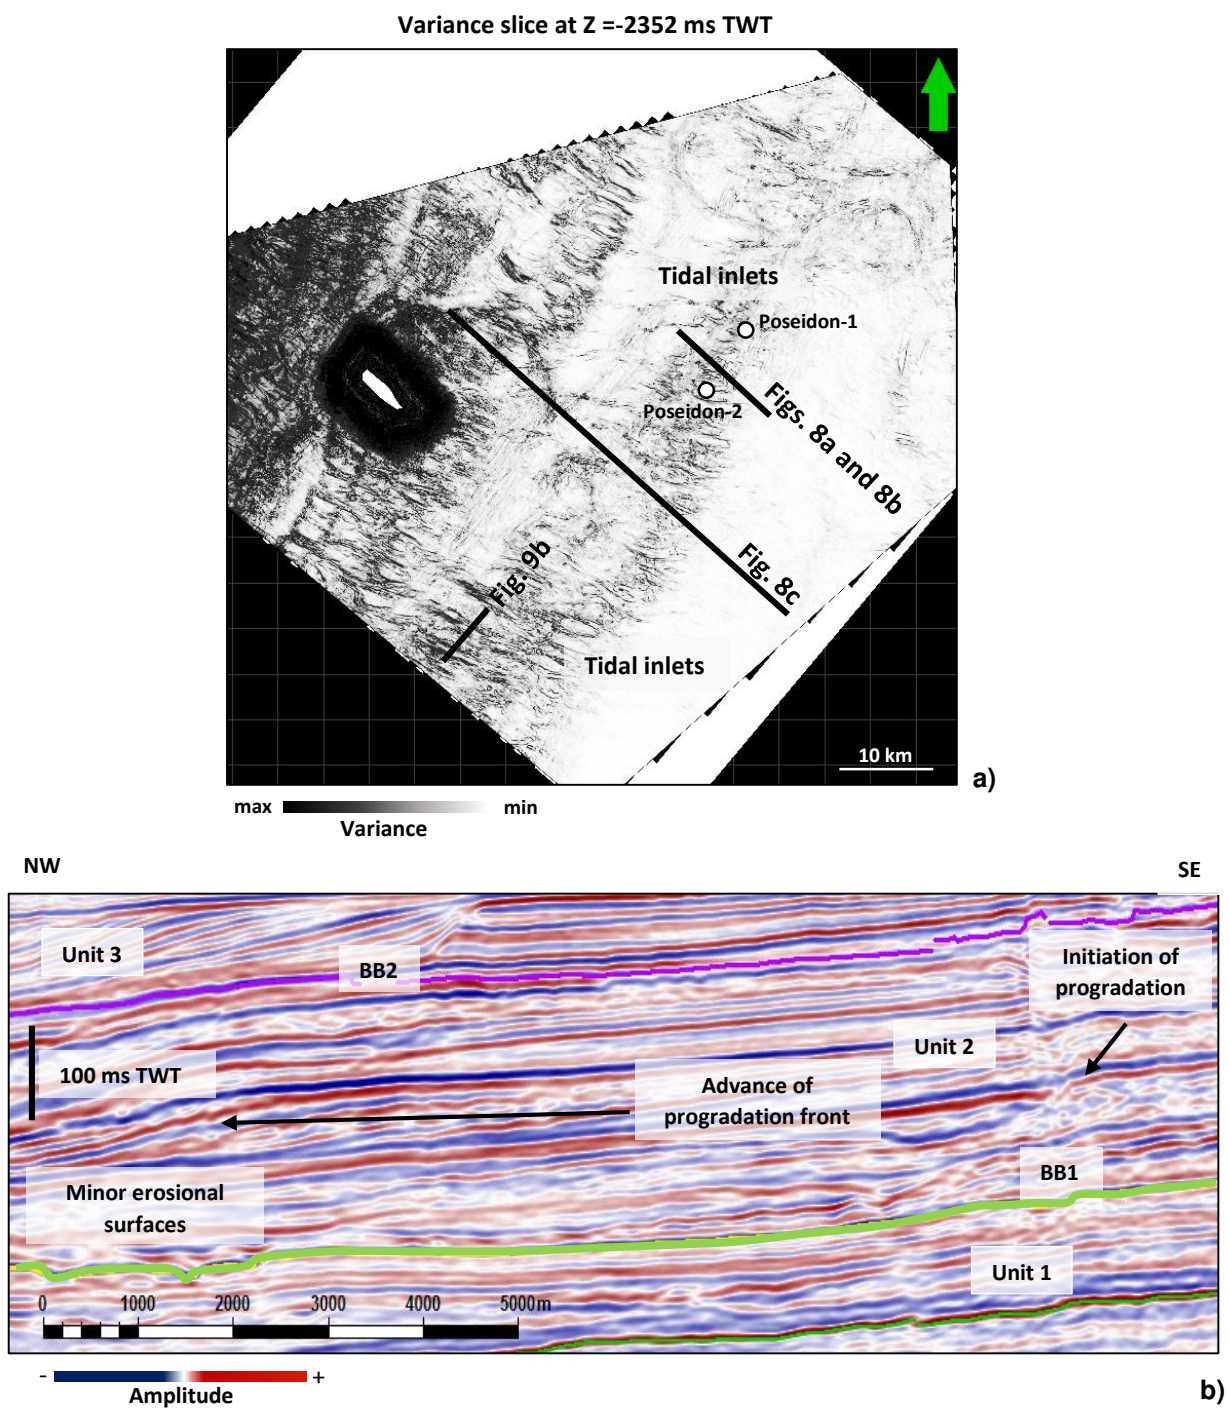 Variance slice at Z =-2352 ms TWT
Tidal inlets
Poseidon-1
Poseidon-2
Figs. 8a and 8b
Fig. 9b
Fig. 8c
Tidal inlets
10 km
a)
max
min
Variance
NW
SE
Unit 3
BB2
Initiation of
progradation
Unit 2
100 ms TWT
Advance of
progradation front
BB1
Minor erosional
surfaces
Unit 1
0 1000 2000 3000 4000 5000m
- +
Amplitude
b)